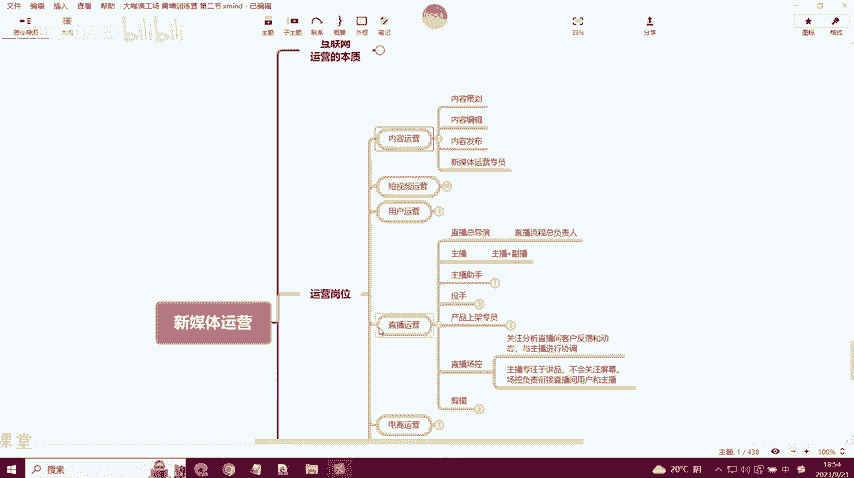 文件 编辑 插入 查看 帮助 大咖课工场 黄埔训练营 第二节.xmind - 已编辑
思维导图 大纲 bilibili 主题 子主题 联系 概要 外框 笔记 ZEN 分享 图标 格式
互联网
运营的本质
内容策划
内容编辑
内容运营
内容发布
新媒体运营专员
短视频运营
用户运营
直播总导演 直播流程总负责人
主播 主播+副播
主播助手
运营岗位
投手
新媒体运营
产品上架专员
直播运营
关注分析直播间客户反馈和动
态、与主播进行协调
直播场控
主播专注于讲品，不会关注屏幕。
场控负责衔接直播间用户和主播
剪辑
电商运营
课堂
主题: 1 / 438 100%
搜索 20°C 阴 中 18:54
2023/9/21